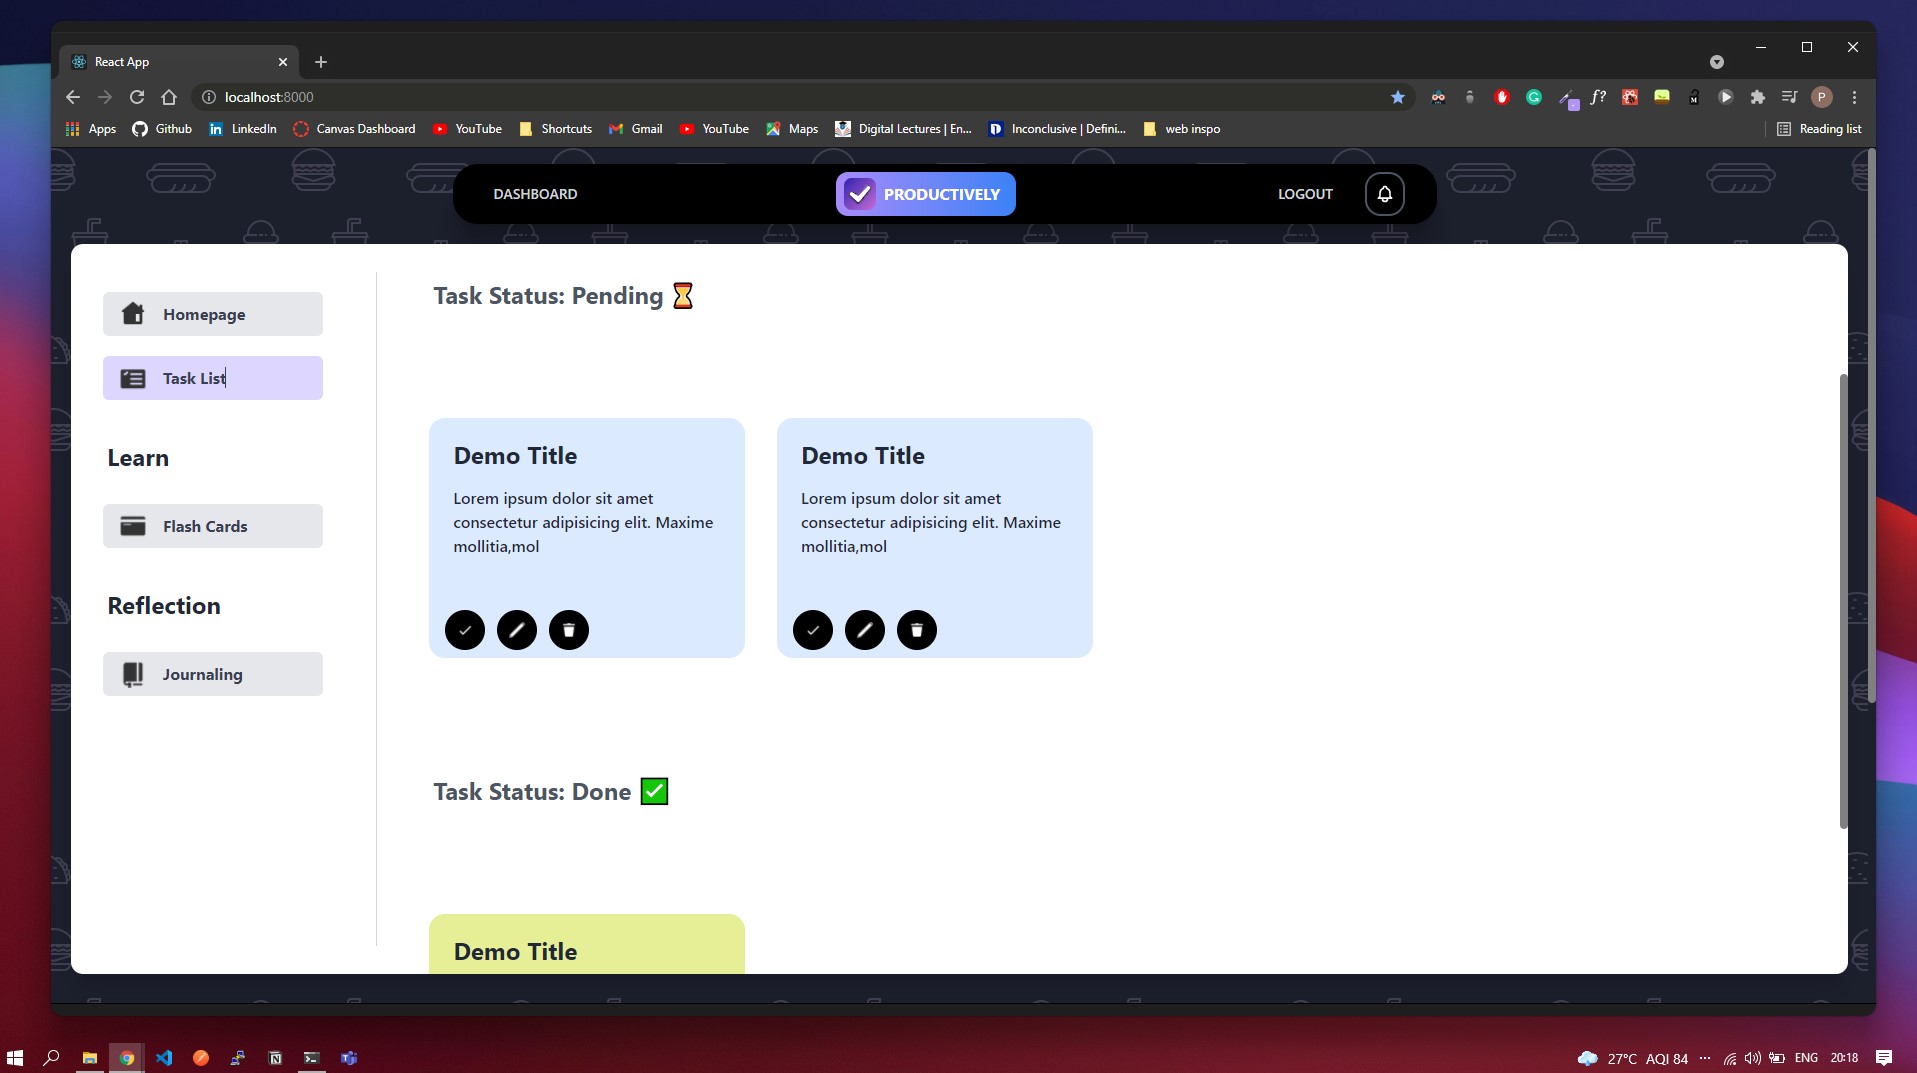 React App
localhost:8000
P
Apps
Github
LinkedIn
Canvas Dashboard
YouTube
Shortcuts
Gmail
YouTube
Maps
Digital Lectures | En...
Inconclusive | Defini...
web inspo
Reading list
DASHBOARD
PRODUCTIVELY
LOGOUT
Homepage
Task List
Learn
Flash Cards
Reflection
Journaling
Task Status: Pending ⏳
Demo Title
Lorem ipsum dolor sit amet
consectetur adipisicing elit. Maxime
mollitia,mol
Demo Title
Lorem ipsum dolor sit amet
consectetur adipisicing elit. Maxime
mollitia,mol
Task Status: Done ✅
Demo Title
27°C AQI 84 ... ENG 20:18